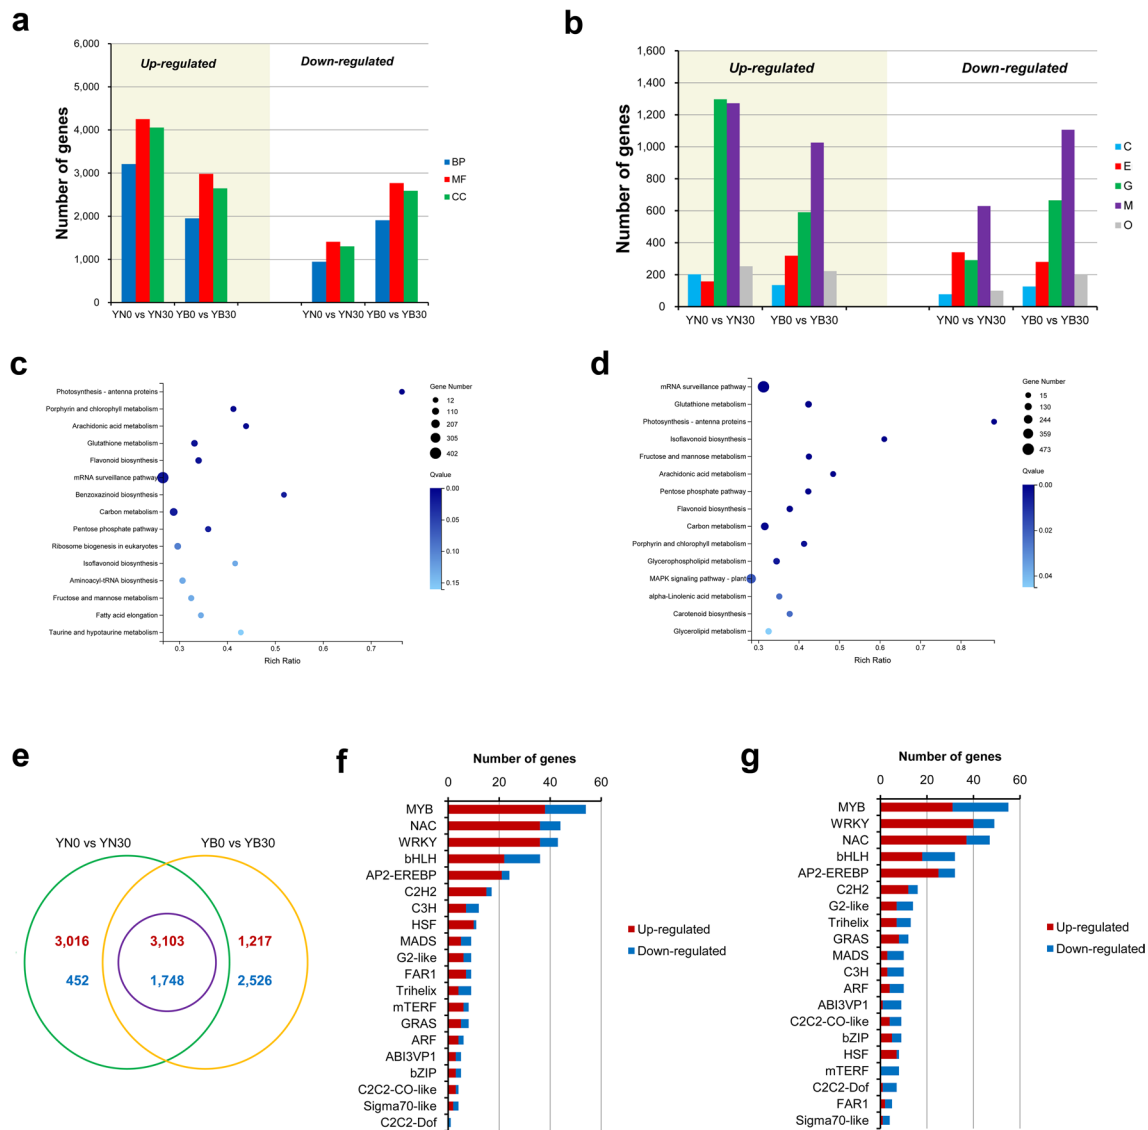 a
Number of genes
6,000
5,000
4,000
3,000
2,000
1,000
0
Up-regulated
Down-regulated
YN0 vs YN30
YB0 vs YB30
YN0 vs YN30
YB0 vs YB30
BP
MF
CC
b
Number of genes
1,600
1,400
1,200
1,000
800
600
400
200
0
Up-regulated
Down-regulated
YN0 vs YN30
YB0 vs YB30
YN0 vs YN30
YB0 vs YB30
C
E
G
M
O
c
Photosynthesis - antenna proteins
Porphyrin and chlorophyll metabolism
Arachidonic acid metabolism
Glutathione metabolism
Flavonoid biosynthesis
mRNA surveillance pathway
Benzoxazinoid biosynthesis
Carbon metabolism
Pentose phosphate pathway
Ribosome biogenesis in eukaryotes
Isoflavonoid biosynthesis
Aminoacyl-tRNA biosynthesis
Fructose and mannose metabolism
Fatty acid elongation
Taurine and hypotaurine metabolism
0.3 0.4 0.5 0.6 0.7
Rich Ratio
Gene Number
12
110
207
305
402
Qvalue
0.00
0.05
0.10
0.15
d
mRNA surveillance pathway
Glutathione metabolism
Photosynthesis - antenna proteins
Isoflavonoid biosynthesis
Fructose and mannose metabolism
Arachidonic acid metabolism
Pentose phosphate pathway
Flavonoid biosynthesis
Carbon metabolism
Porphyrin and chlorophyll metabolism
Glycerophospholipid metabolism
MAPK signaling pathway - plant
alpha-Linolenic acid metabolism
Carotenoid biosynthesis
Glycerolipid metabolism
0.3 0.4 0.5 0.6 0.7 0.8
Rich Ratio
Gene Number
15
130
244
359
473
Qvalue
0.00
0.02
0.04
e
YN0 vs YN30
YB0 vs YB30
3,016
3,103
1,217
452
1,748
2,526
f
Number of genes
0 20 40 60
MYB
NAC
WRKY
bHLH
AP2-EREBP
C2H2
C3H
HSF
MADS
G2-like
FAR1
Trihelix
mTERF
GRAS
ARF
ABI3VP1
bZIP
C2C2-CO-like
Sigma70-like
C2C2-Dof
Up-regulated
Down-regulated
g
Number of genes
0 20 40 60
MYB
WRKY
NAC
bHLH
AP2-EREBP
C2H2
G2-like
Trihelix
GRAS
MADS
C3H
ARF
ABI3VP1
C2C2-CO-like
bZIP
HSF
mTERF
C2C2-Dof
FAR1
Sigma70-like
Up-regulated
Down-regulated